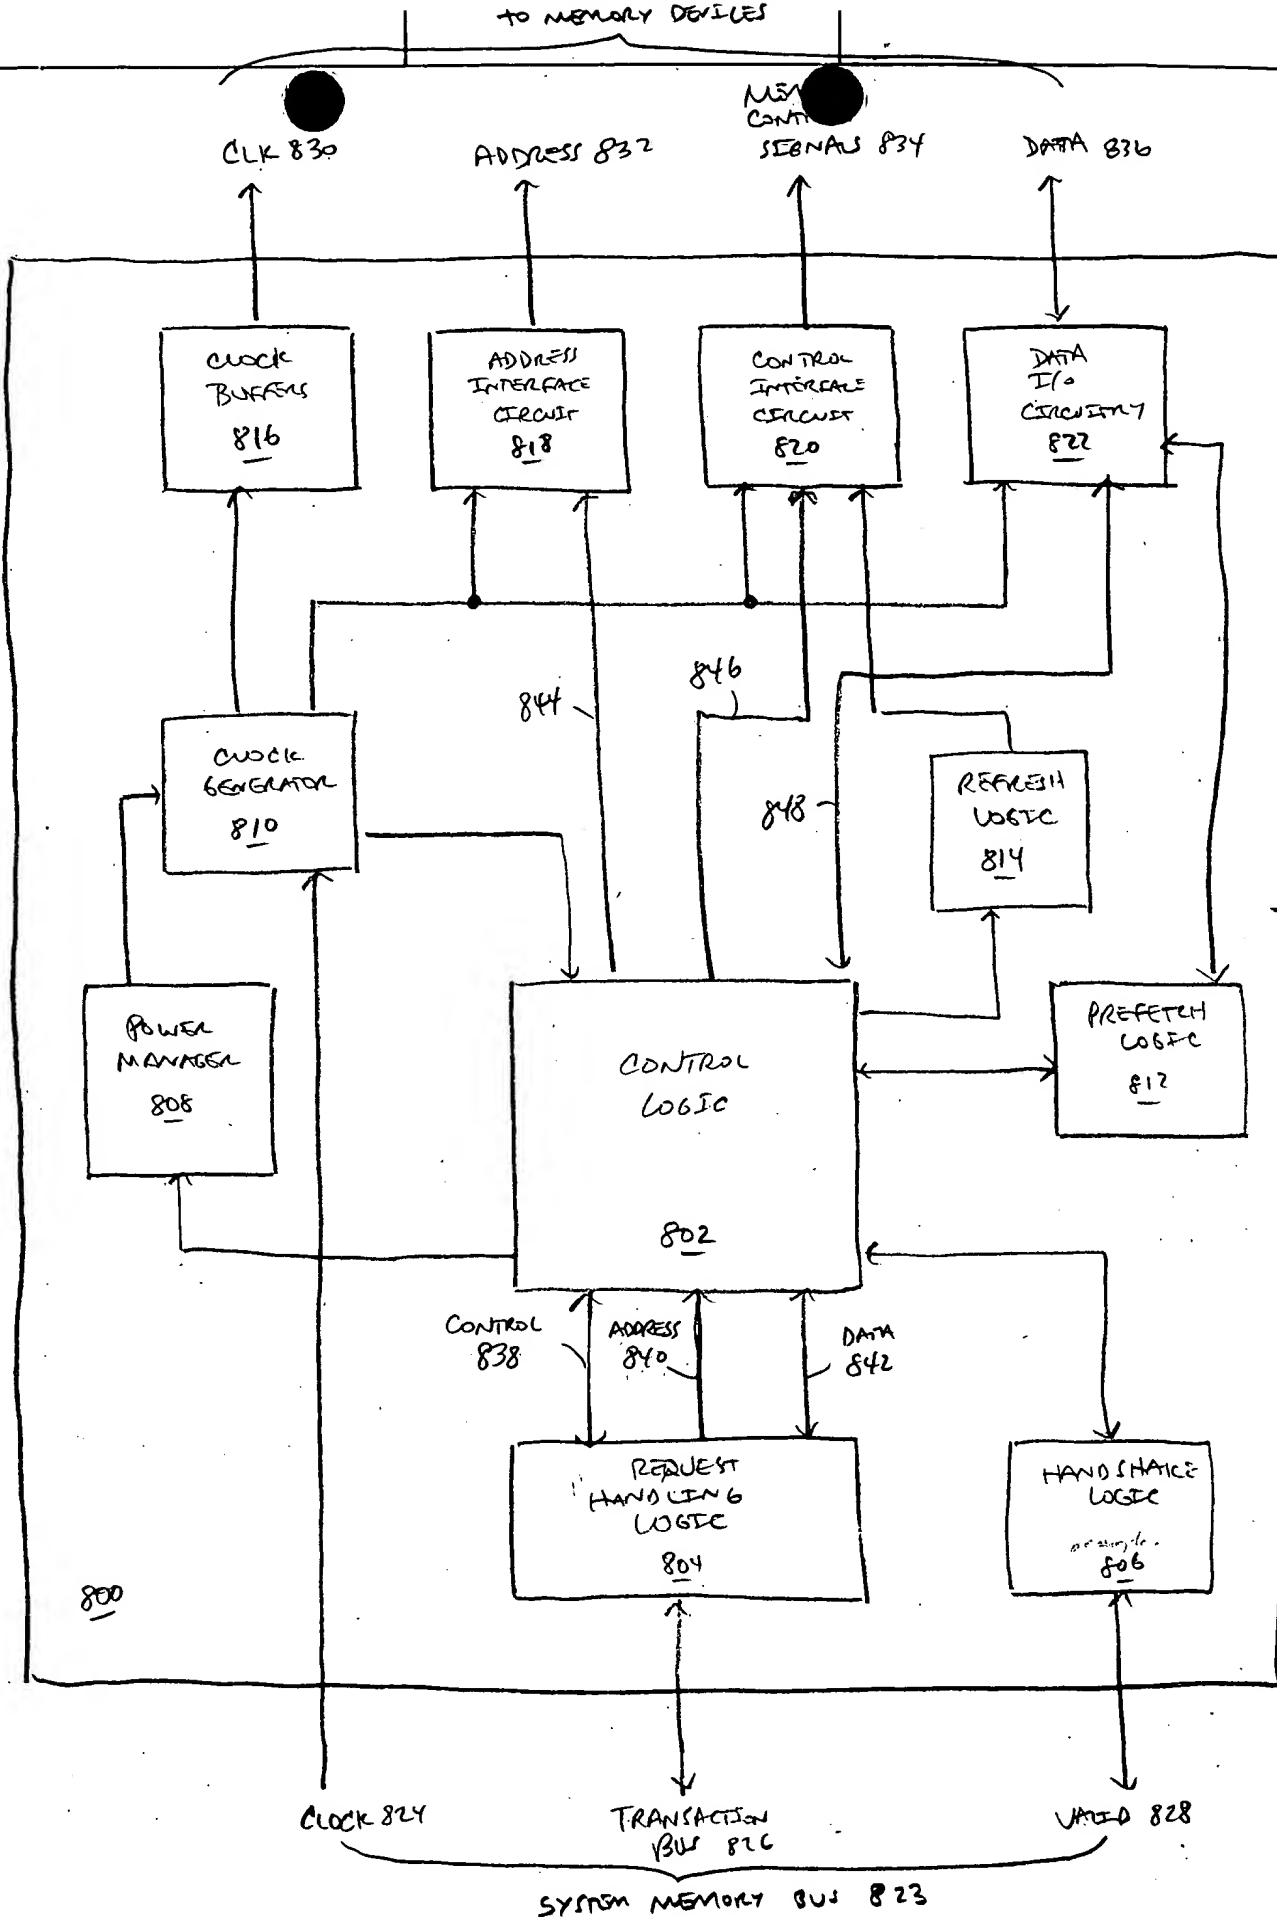 TO MEMORY DEVICES
CLK 830
ADDRESS 832
SIGNALS 834
DATA 836
CLOCK
BUFFERS
816
ADDRESS
INTERFACE
CIRCUIT
818
CONTROL
INTERFACE
CIRCUIT
820
DATA
I/O
CIRCUITRY
822
844
846
848
CLOCK
GENERATOR
810
REFRESH
LOGIC
814
POWER
MANAGER
808
CONTROL
LOGIC
802
PREFETCH
LOGIC
812
CONTROL
838
ADDRESS
840
DATA
842
REQUEST
HANDLING
LOGIC
804
HANDSHAKE
LOGIC
806
800
CLOCK 824
TRANSACTION
BUS 826
VALID 828
SYSTEM MEMORY BUS 823